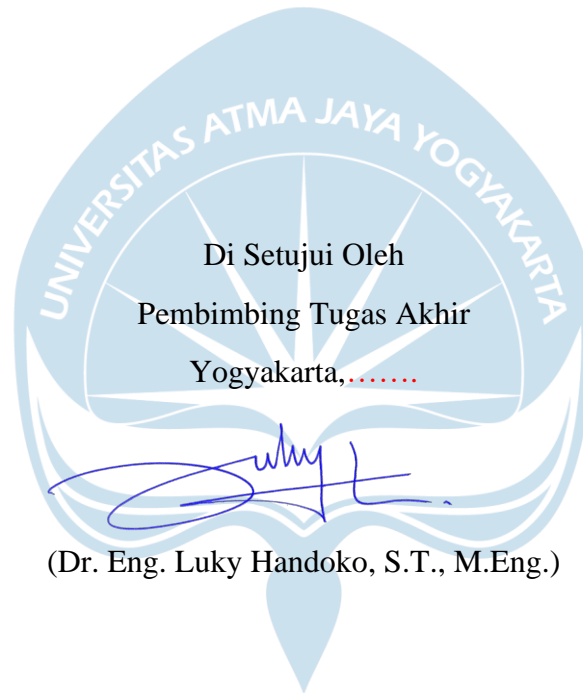 UNIVERSITAS ATMA JAYA YOGYAKARTA
Di Setujui Oleh
Pembimbing Tugas Akhir
Yogyakarta,.......
(Dr. Eng. Luky Handoko, S.T., M.Eng.)